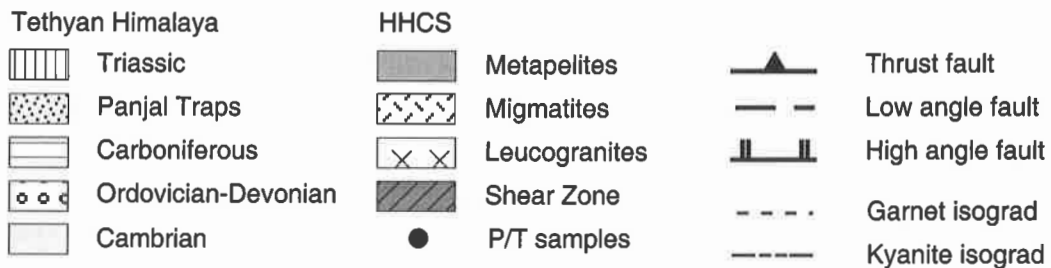 Tethyan Himalaya
Triassic
Panjal Traps
Carboniferous
Ordovician-Devonian
Cambrian
HHCS
Metapelites
Migmatites
Leucogranites
Shear Zone
P/T samples
Thrust fault
Low angle fault
High angle fault
Garnet isograd
Kyanite isograd